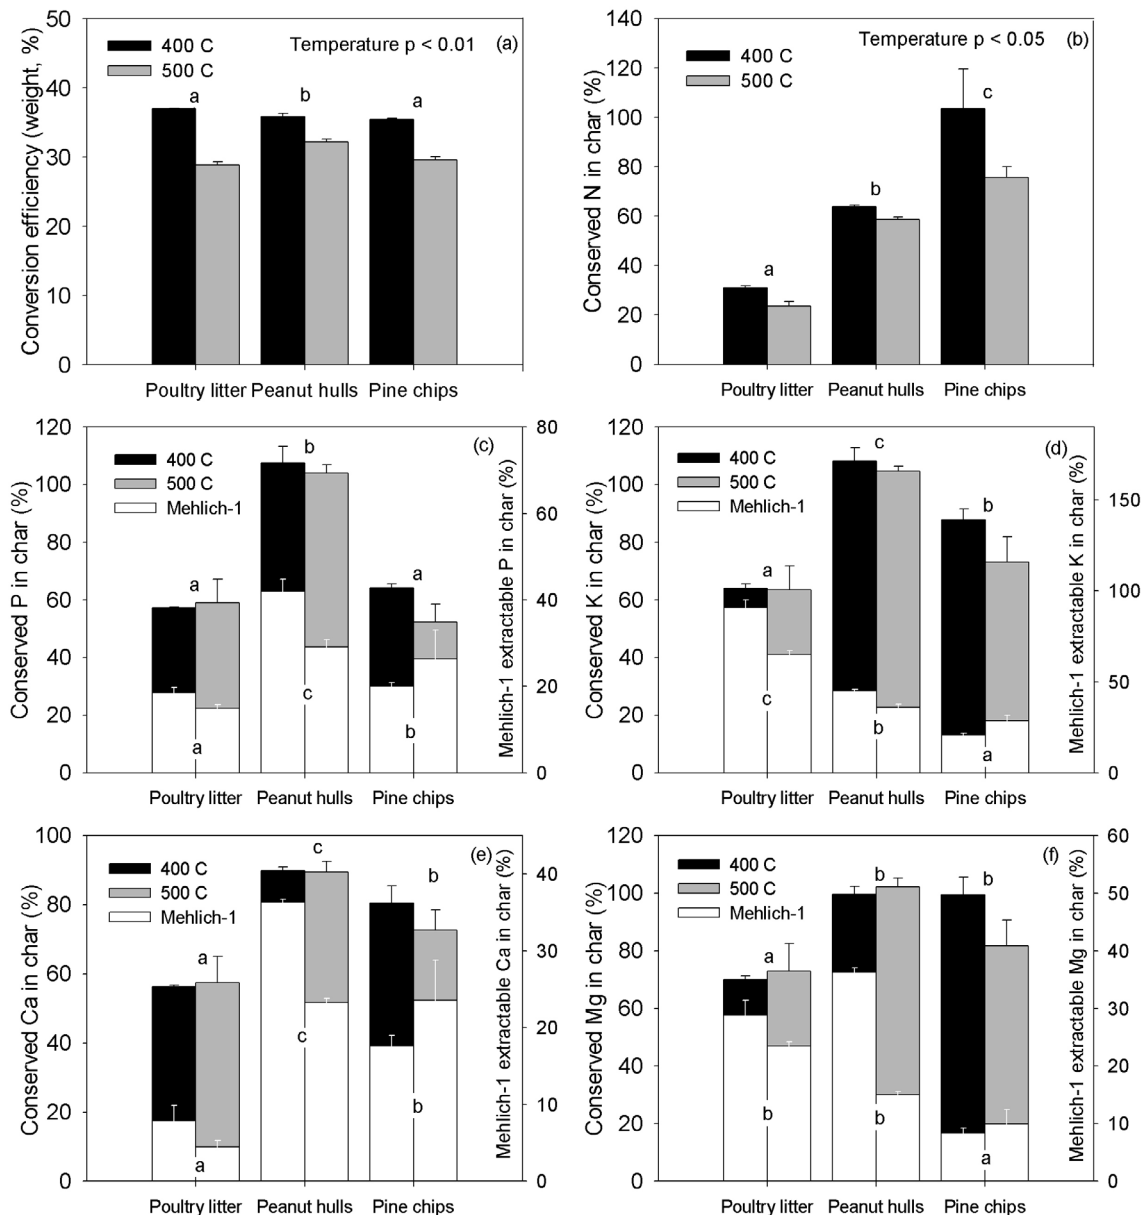 50
40
30
20
10
0
Conversion efficiency (weight, %)
400 C
500 C
Temperature p < 0.01
(a)
a
b
a
Poultry litter
Peanut hulls
Pine chips
140
120
100
80
60
40
20
0
Conserved N in char (%)
400 C
500 C
Temperature p < 0.05
(b)
a
b
c
Poultry litter
Peanut hulls
Pine chips
120
100
80
60
40
20
0
Conserved P in char (%)
400 C
500 C
Mehlich-1
(c)
a
b
a
a
c
b
80
60
40
20
0
Mehlich-1 extractable P in char (%)
Poultry litter
Peanut hulls
Pine chips
120
100
80
60
40
20
0
Conserved K in char (%)
400 C
500 C
Mehlich-1
(d)
a
c
b
c
b
a
150
100
50
0
Mehlich-1 extractable K in char (%)
Poultry litter
Peanut hulls
Pine chips
100
80
60
40
20
0
Conserved Ca in char (%)
400 C
500 C
Mehlich-1
(e)
a
c
b
a
c
b
40
30
20
10
0
Mehlich-1 extractable Ca in char (%)
Poultry litter
Peanut hulls
Pine chips
120
100
80
60
40
20
0
Conserved Mg in char (%)
400 C
500 C
Mehlich-1
(f)
a
b
b
b
b
a
60
50
40
30
20
10
0
Mehlich-1 extractable Mg in char (%)
Poultry litter
Peanut hulls
Pine chips